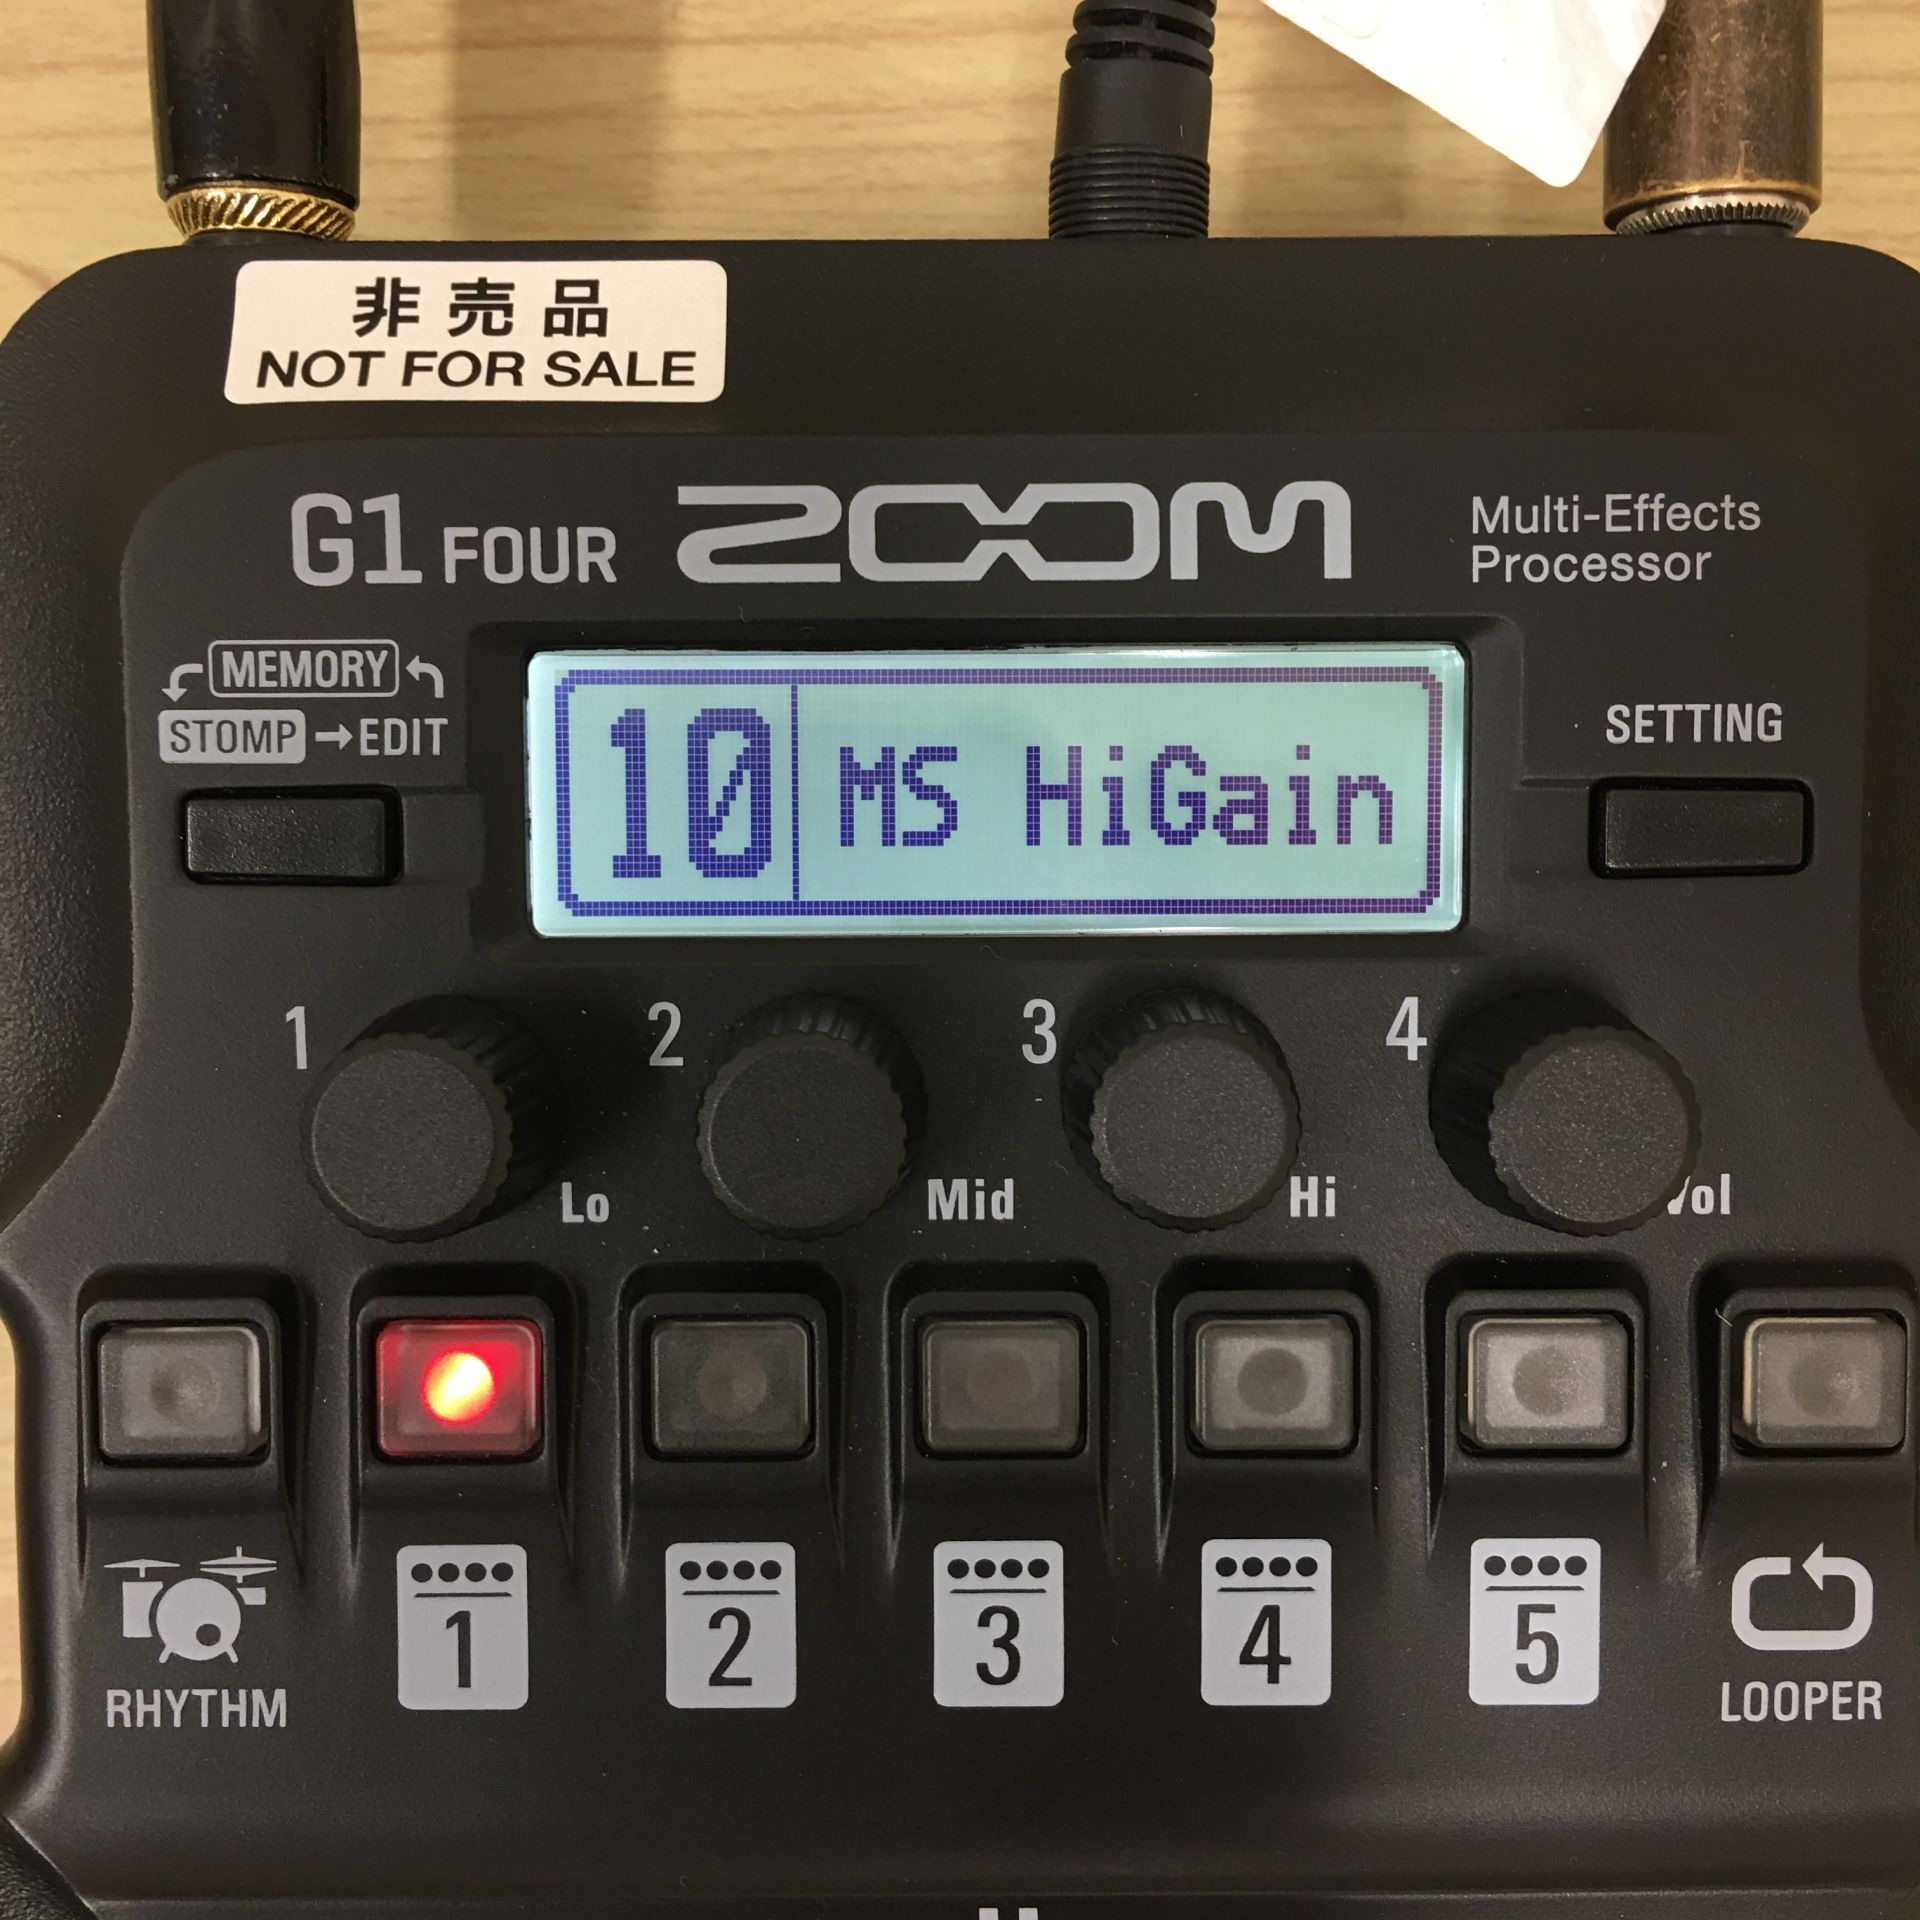 非売品
NOT FOR SALE
G1 FOUR ZOOM
Multi-Effects
Processor
MEMORY
STOMP→EDIT
SETTING
10 MS HiGain
1 2 3 4
Lo Mid Hi
1 2 3 4 5
RHYTHM LOOPER